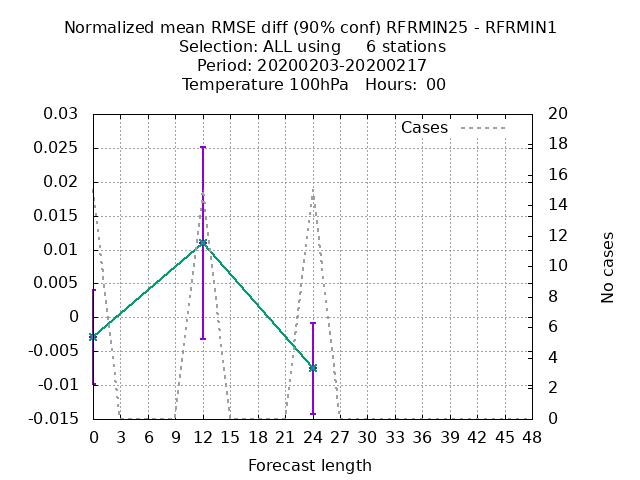 Normalized mean RMSE diff (90% conf) RFRMIN25 - RFRMIN1
Selection: ALL using     6 stations
Period: 20200203-20200217
Temperature 100hPa   Hours:  00
Cases
0.03
0.025
0.02
0.015
0.01
0.005
0
-0.005
-0.01
-0.015
20
18
16
14
12
10
8
6
4
2
0
No cases
0 3 6 9 12 15 18 21 24 27 30 33 36 39 42 45 48
Forecast length